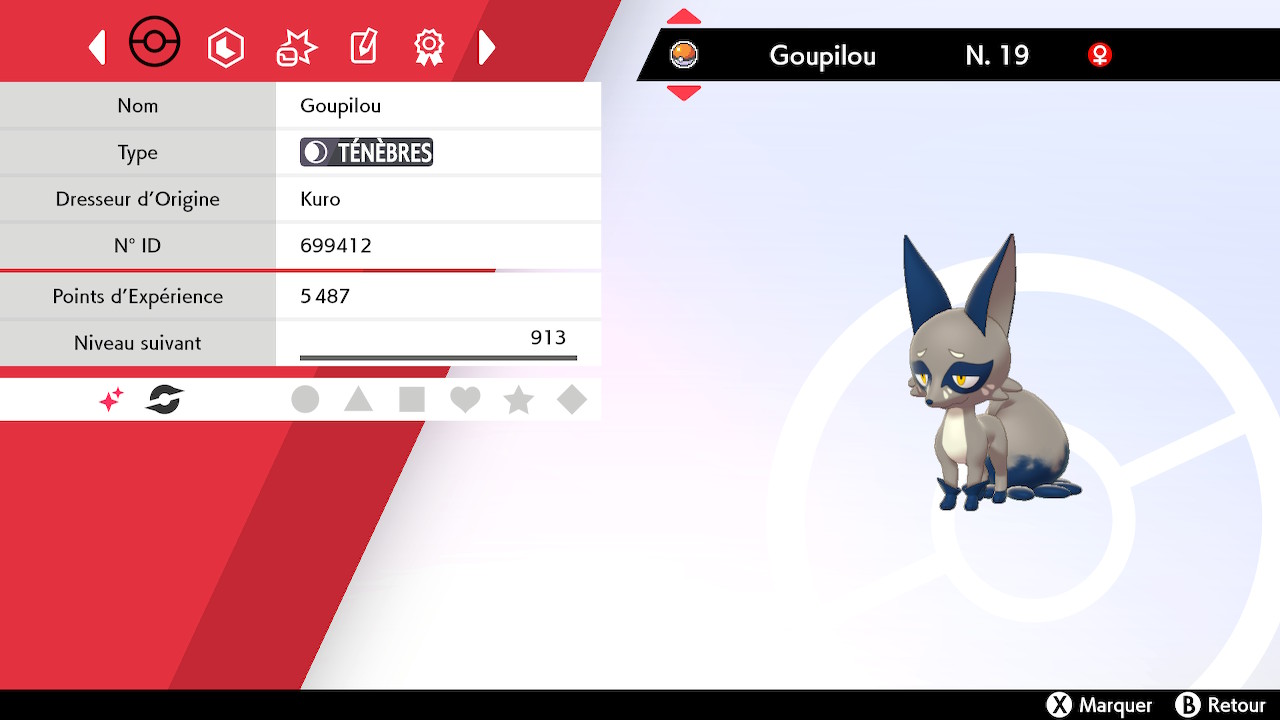 Goupilou N. 19
Nom Goupilou
Type TÉNÈBRES
Dresseur d'Origine Kuro
N° ID 699412
Points d'Expérience 5 487
Niveau suivant 913
X Marquer B Retour